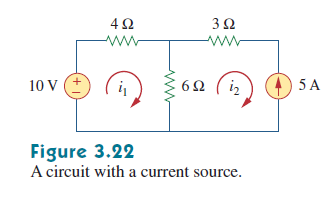 4 Ω 3 Ω
10 V + − i1 6 Ω i2 5 A
Figure 3.22
A circuit with a current source.